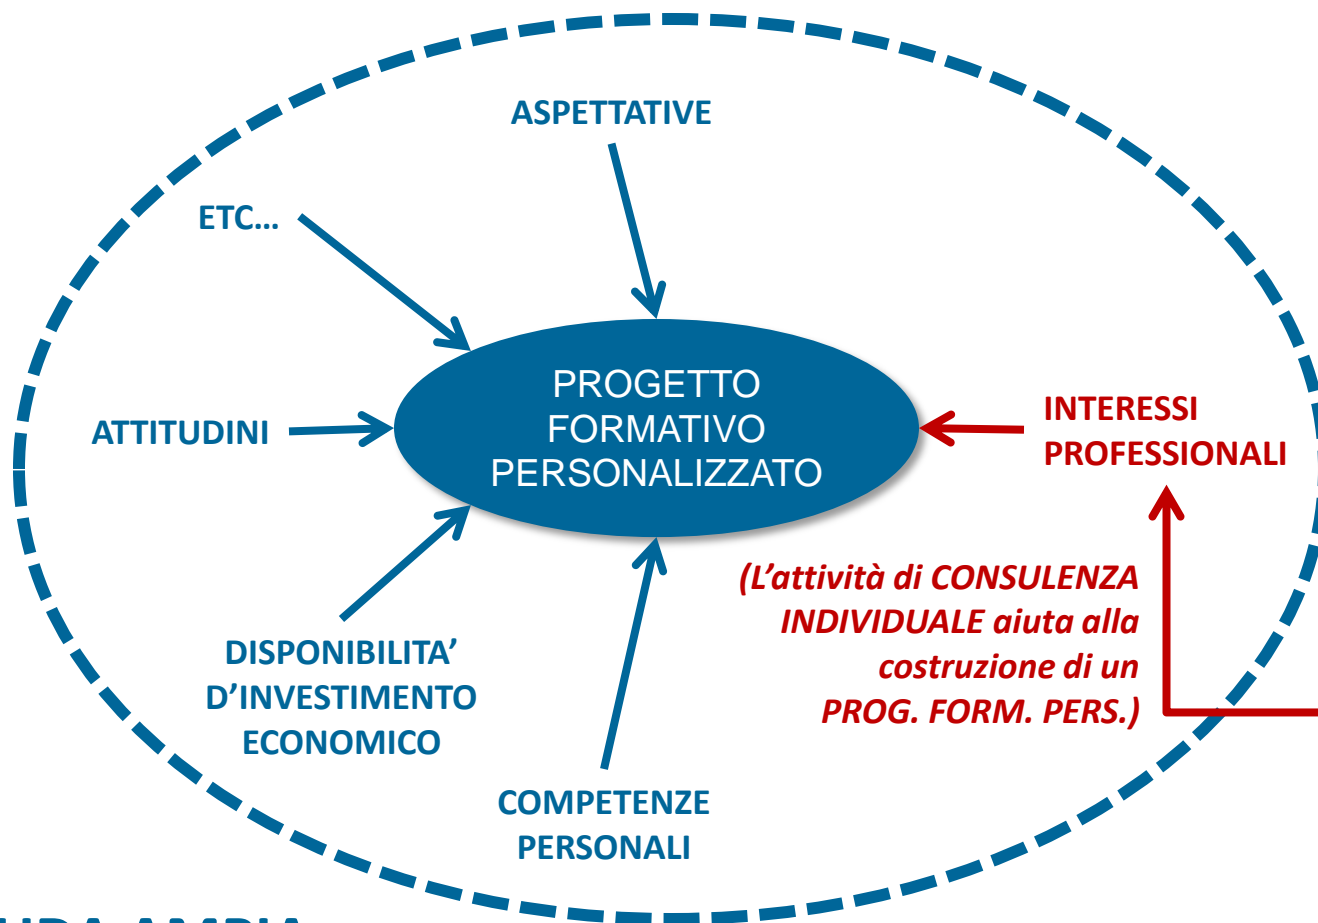 ASPETTATIVE
ETC...
PROGETTO
FORMATIVO
PERSONALIZZATO
INTERESSI
PROFESSIONALI
ATTITUDINI
(L'attività di CONSULENZA
INDIVIDUALE aiuta alla
costruzione di un
PROG. FORM. PERS.)
DISPONIBILITA'
D'INVESTIMENTO
ECONOMICO
COMPETENZE
PERSONALI
AMPIA